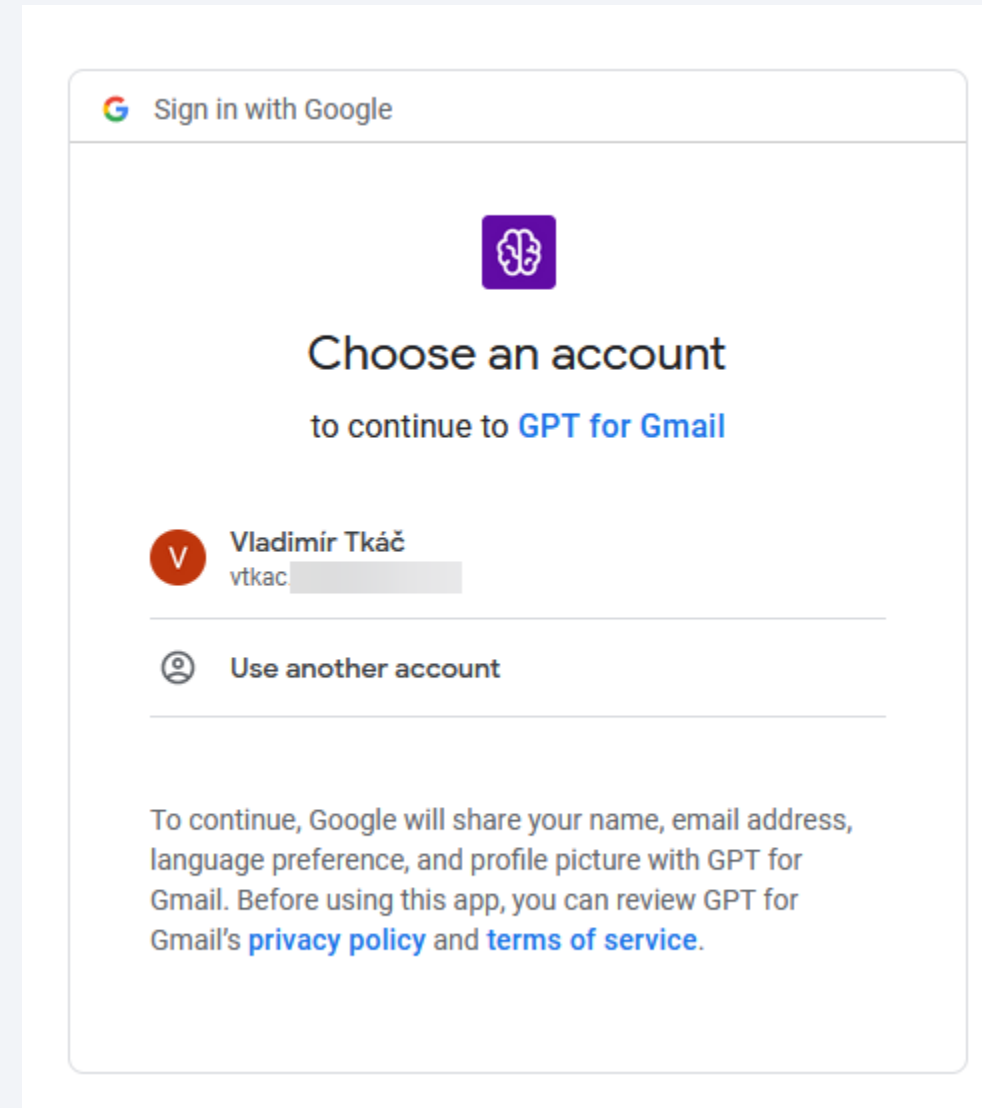 Sign in with Google
Choose an account
to continue to GPT for Gmail
V
Vladimír Tkáč
vtkac.
Use another account
To continue, Google will share your name, email address,
language preference, and profile picture with GPT for
Gmail. Before using this app, you can review GPT for
Gmail's privacy policy and terms of service.